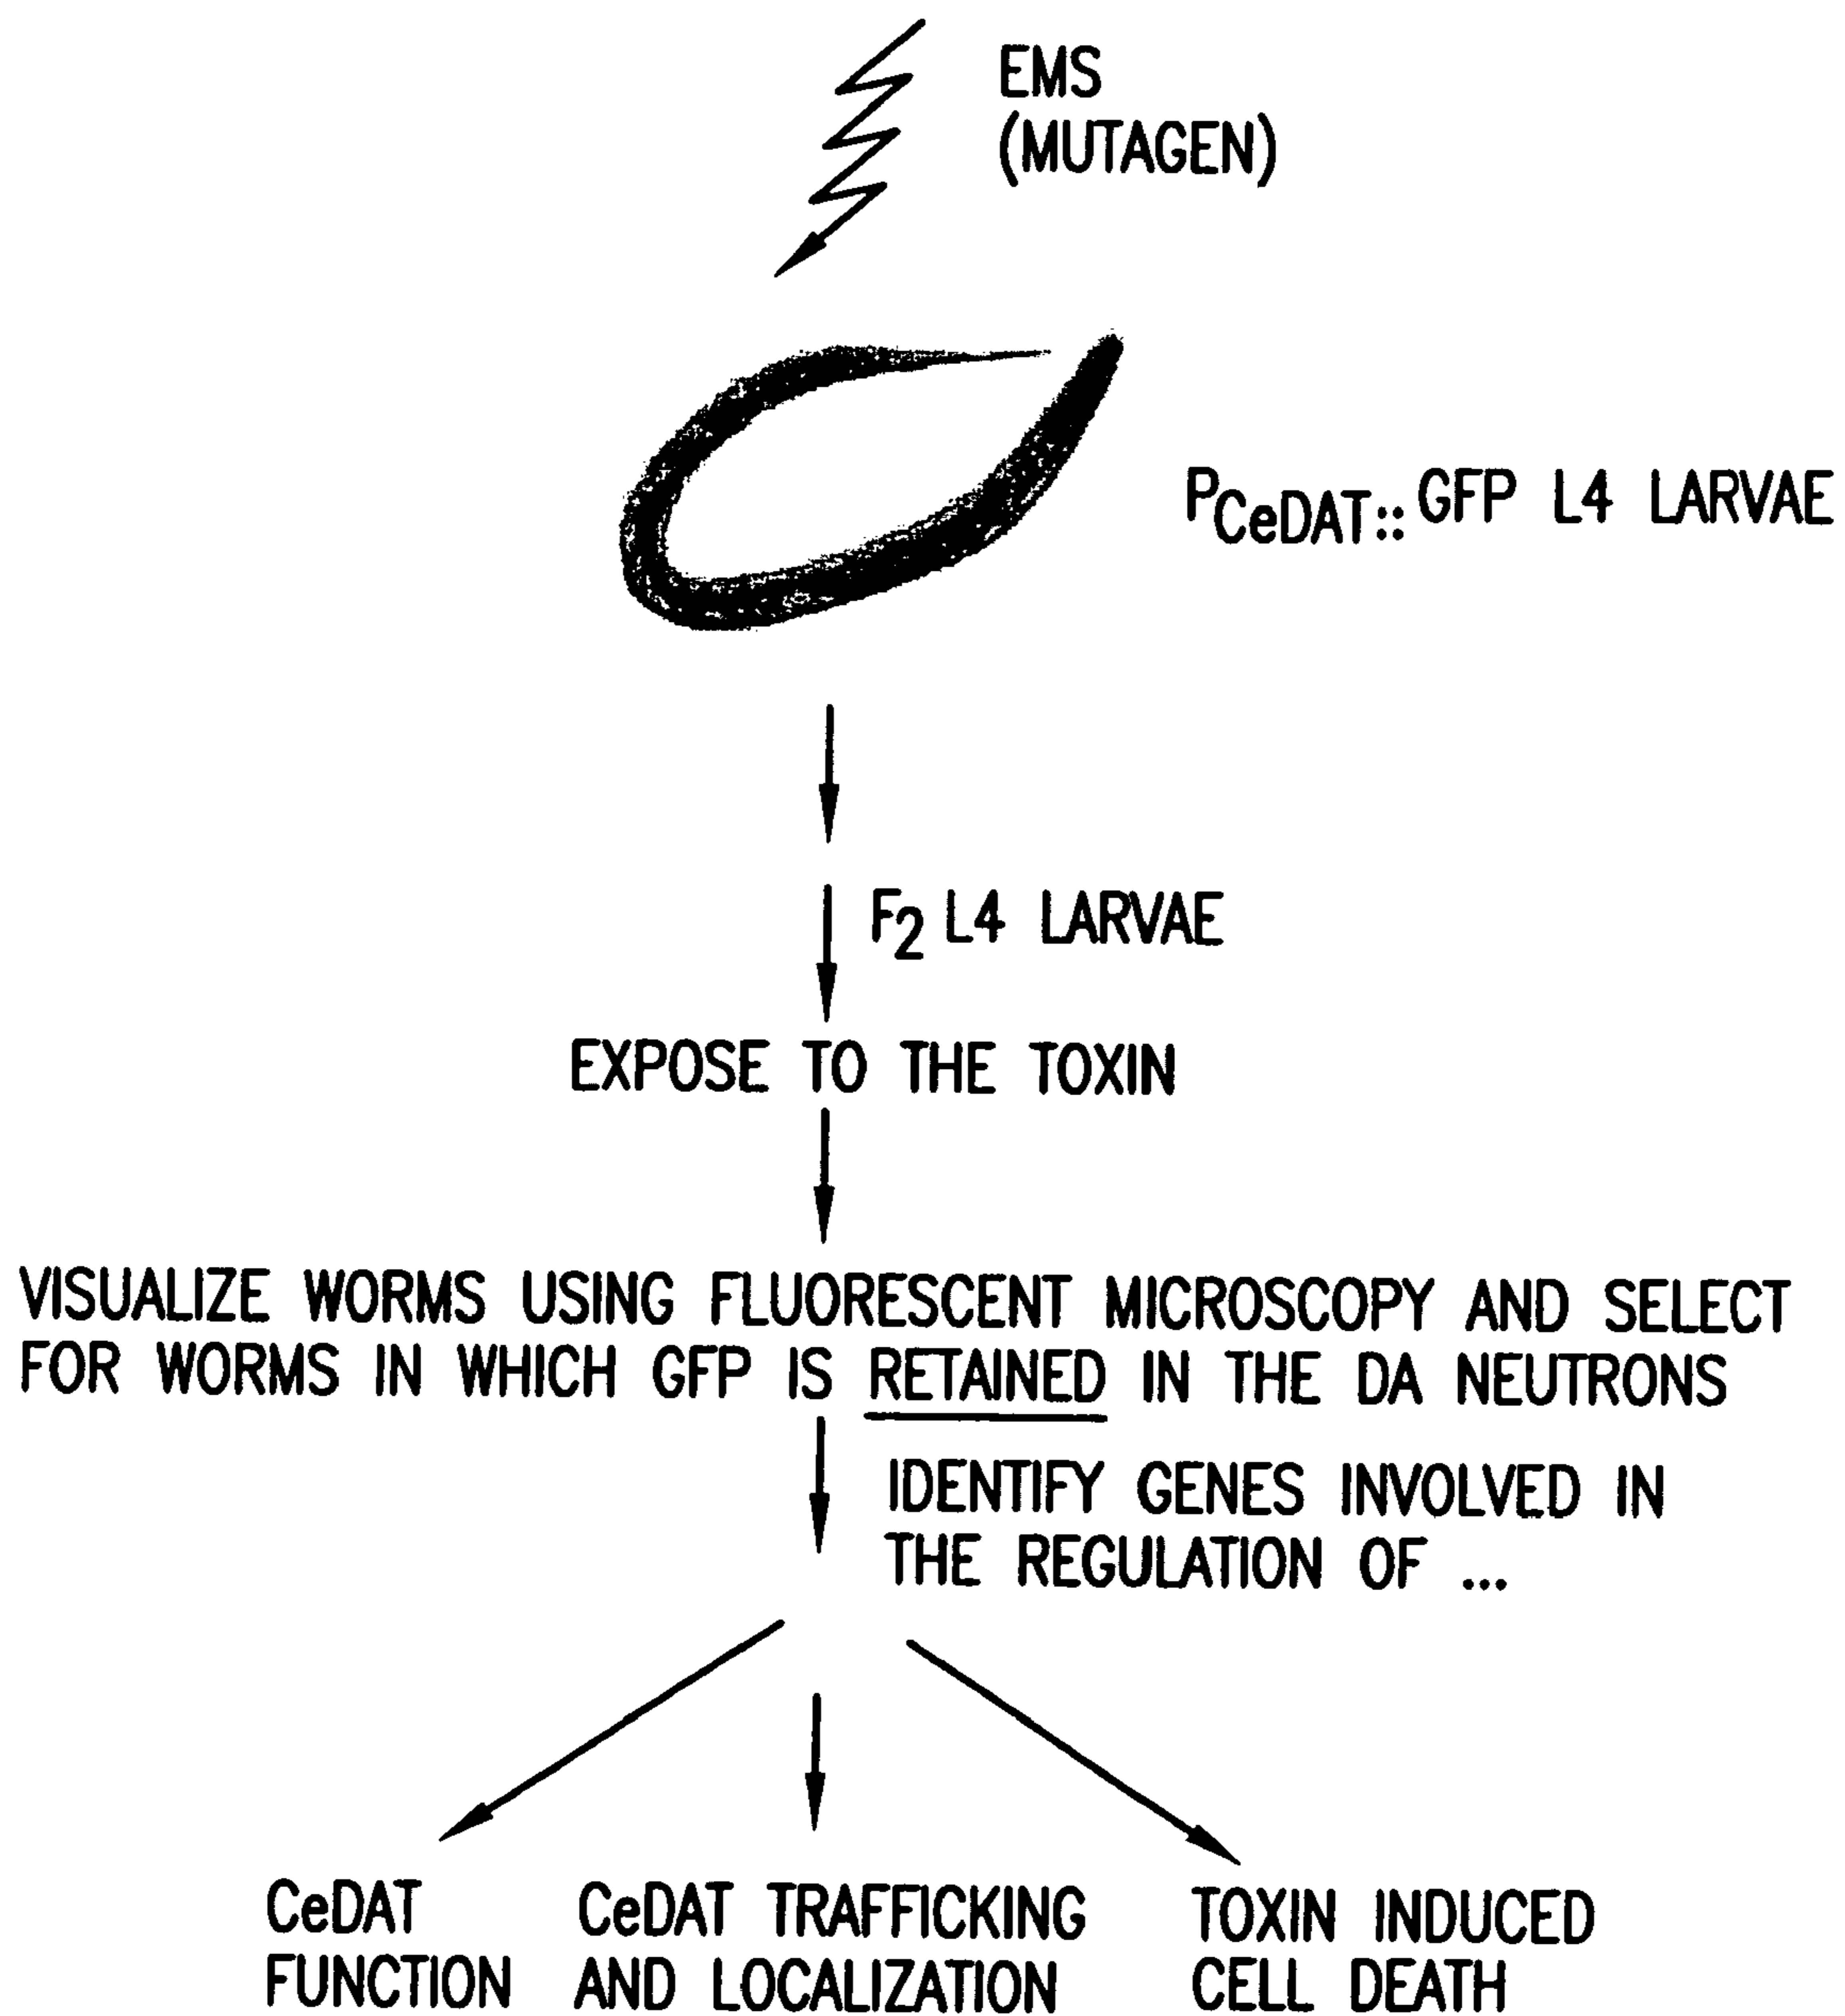 EMS
(MUTAGEN)
PCeDAT::GFP L4 LARVAE
F2 L4 LARVAE
EXPOSE TO THE TOXIN
VISUALIZE WORMS USING FLUORESCENT MICROSCOPY AND SELECT
FOR WORMS IN WHICH GFP IS RETAINED IN THE DA NEUTRONS
IDENTIFY GENES INVOLVED IN
THE REGULATION OF ...
CeDAT
FUNCTION
CeDAT TRAFFICKING
AND LOCALIZATION
TOXIN INDUCED
CELL DEATH